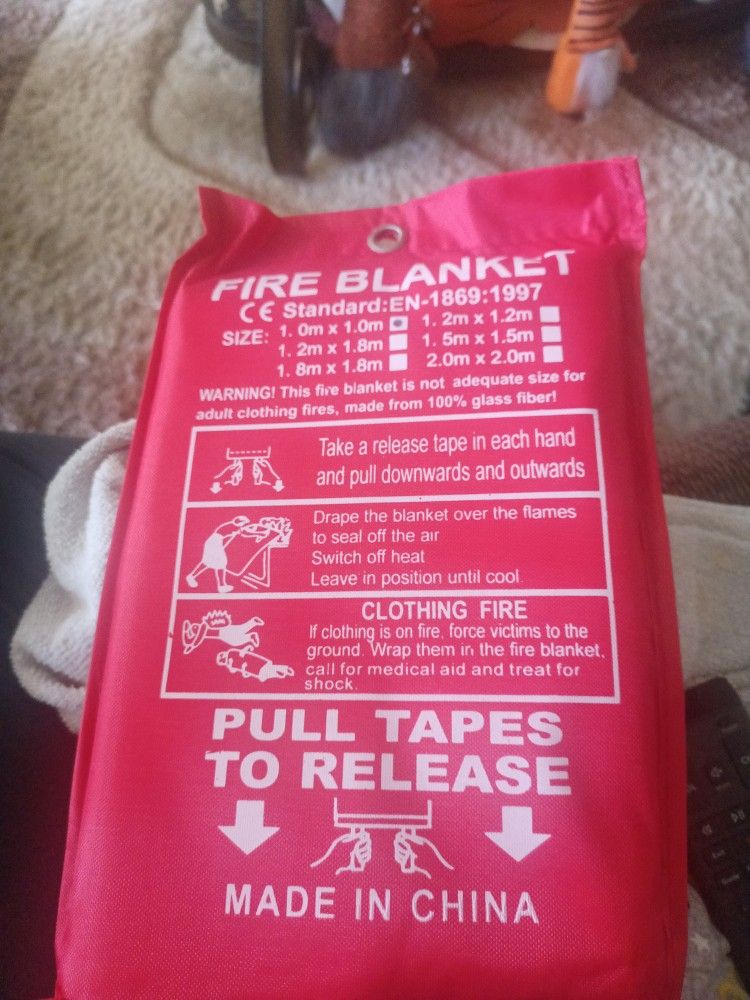 FIRE BLANKET
CE Standard:EN-1869:1997
SIZE: 1. 0m x 1.0m 1. 2m x 1.2m
1. 2m x 1.8m 1. 5m x 1.5m
1. 8m x 1.8m 2.0m x 2.0m
WARNING! This fire blanket is not adequate size for
adult clothing fires, made from 100% glass fiber!
Take a release tape in each hand
and pull downwards and outwards
Drape the blanket over the flames
to seal off the air
Switch off heat
Leave in position until cool
CLOTHING FIRE
If clothing is on fire, force victims to the
ground. Wrap them in the fire blanket,
call for medical aid and treat for
shock.
PULL TAPES
TO RELEASE
MADE IN CHINA